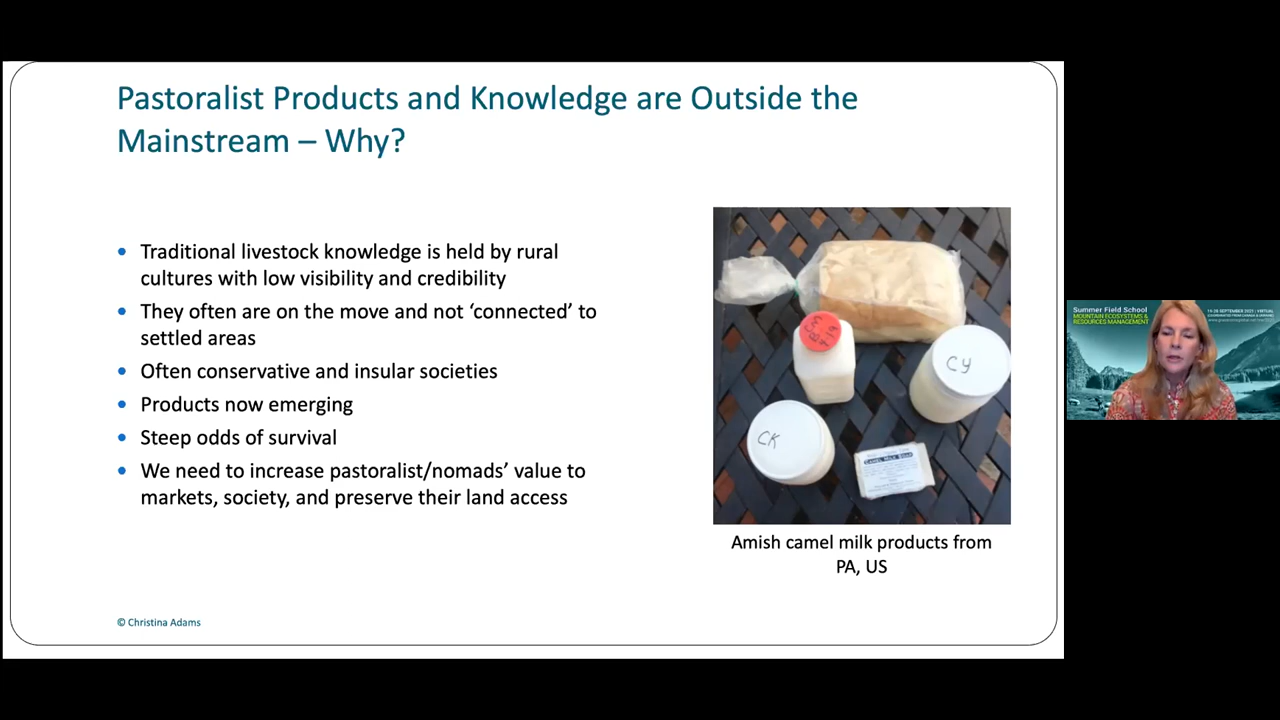 Pastoralist Products and Knowledge are Outside the
Mainstream – Why?
Traditional livestock knowledge is held by rural
cultures with low visibility and credibility
They often are on the move and not ‘connected’ to
settled areas
Often conservative and insular societies
Products now emerging
Steep odds of survival
We need to increase pastoralist/nomads’ value to
markets, society, and preserve their land access
CY
CK
CAMEL MILK SOAP
Amish camel milk products from
PA, US
© Christina Adams
Summer Field School
MOUNTAIN ECOSYSTEMS &
RESOURCES MANAGEMENT